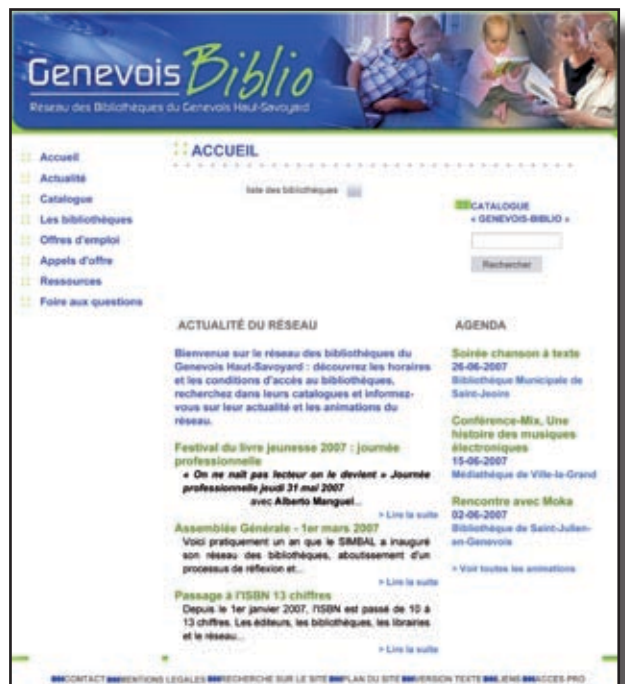 Genevois Biblio
Réseau des Bibliothèques du Genevois Haut-Savoyard
Accueil
Actualité
Catalogue
Les bibliothèques
Offres d'emploi
Appels d'offre
Ressources
Foire aux questions
ACCUEIL
liste des bibliothèques
CATALOGUE
« GENEVOIS-BIBLIO »
Rechercher
ACTUALITÉ DU RÉSEAU
Bienvenue sur le réseau des bibliothèques du
Genevois Haut-Savoyard : découvrez les horaires
et les conditions d'accès au bibliothèques,
recherchez dans leurs catalogues et informez-
vous sur leur actualité et les animations du
réseau.
Festival du livre jeunesse 2007 : journée
professionnelle
« On ne naît pas lecteur on le devient » Journée
professionnelle jeudi 31 mai 2007
avec Alberto Manguel...
> Lire la suite
Assemblée Générale - 1er mars 2007
Voici pratiquement un an que le SIMBAL a inauguré
son réseau des bibliothèques, aboutissement d'un
processus de réflexion et...
> Lire la suite
Passage à l'ISBN 13 chiffres
Depuis le 1er janvier 2007, l'ISBN est passé de 10 à
13 chiffres. Les éditeurs, les bibliothèques, les librairies
et le réseau...
> Lire la suite
AGENDA
Soirée chanson à texte
26-06-2007
Bibliothèque Municipale de
Saint-Jeoire
Conférence-Mix, Une
histoire des musiques
électroniques
15-06-2007
Médiathèque de Ville-la-Grand
Rencontre avec Moka
02-06-2007
Bibliothèque de Saint-Julien-
en-Genevois
> Voir toutes les animations
CONTACT MENTIONS LEGALES RECHERCHE SUR LE SITE PLAN DU SITE VERSION TEXTE LIENS ACCES PRO